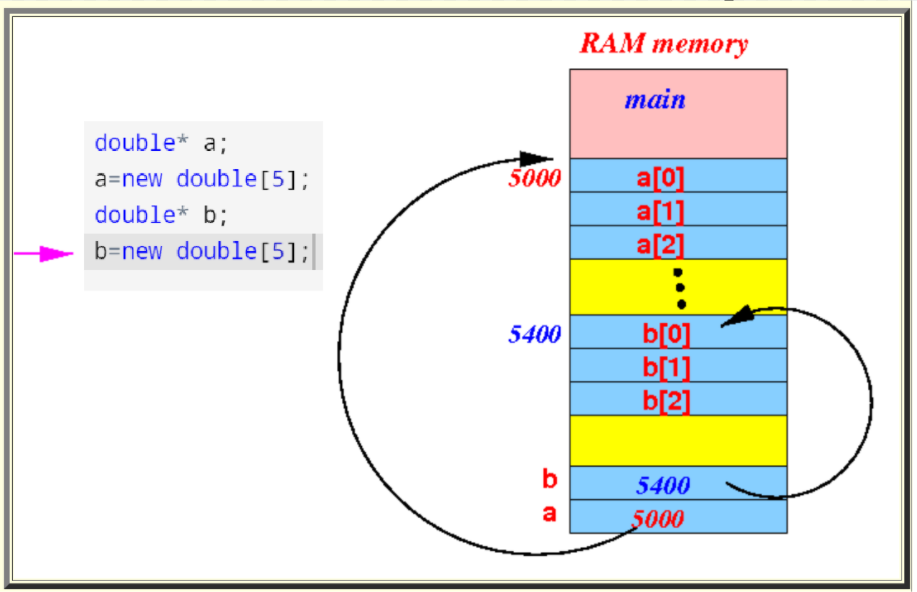 RAM memory
main
double* a;
a=new double[5];
double* b;
b=new double[5];
5000
a[0]
a[1]
a[2]
5400
b[0]
b[1]
b[2]
b
5400
a
5000